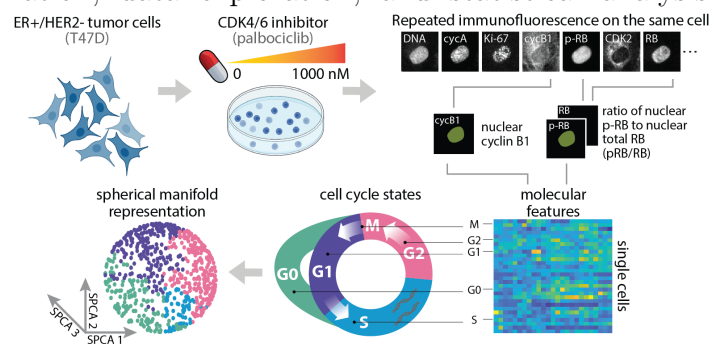 ER+/HER2- tumor cells
(T47D)
CDK4/6 inhibitor
(palbociclib)
0
1000 nM
Repeated immunofluorescence on the same cell
DNA
cycA
Ki-67
cycB1
p-RB
CDK2
RB
...
cycB1
nuclear
cyclin B1
RB
p-RB
ratio of nuclear
p-RB to nuclear
total RB
(pRB/RB)
spherical manifold
representation
SPCA 3
SPCA 2
SPCA 1
cell cycle states
M
G2
G1
G0
S
molecular
features
M
G2
G1
G0
S
single cells